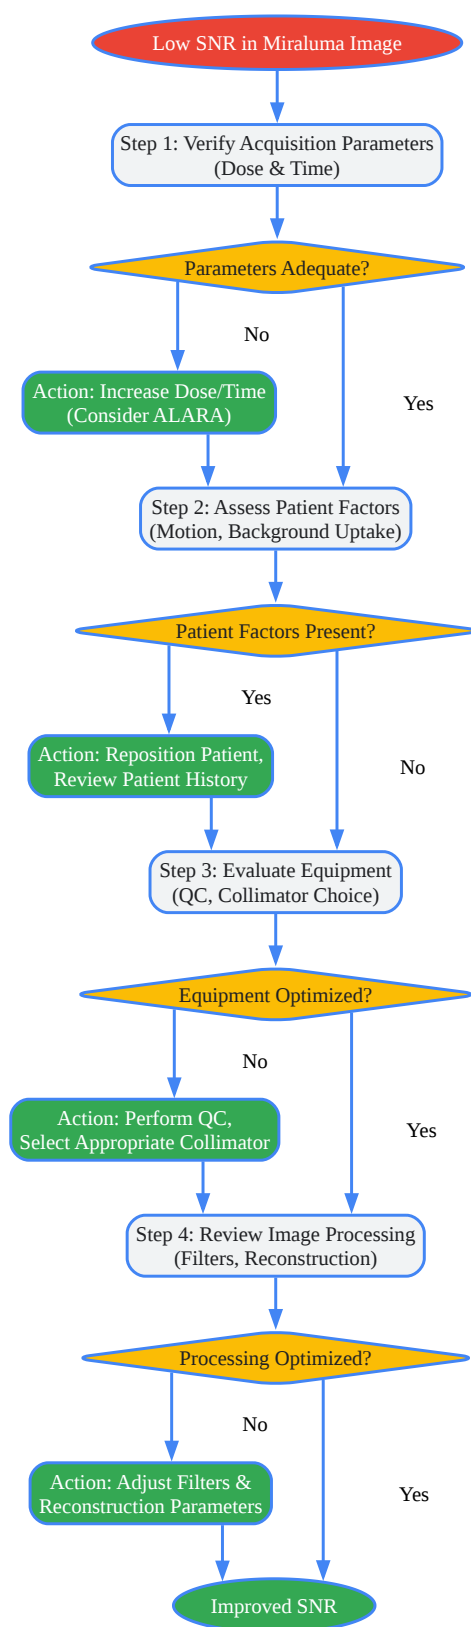 Low SNR in Miraluma Image
Step 1: Verify Acquisition Parameters
(Dose & Time)
Parameters Adequate?
No
Action: Increase Dose/Time
(Consider ALARA)
Yes
Step 2: Assess Patient Factors
(Motion, Background Uptake)
Patient Factors Present?
Yes
Action: Reposition Patient,
Review Patient History
No
Step 3: Evaluate Equipment
(QC, Collimator Choice)
Equipment Optimized?
No
Action: Perform QC,
Select Appropriate Collimator
Yes
Step 4: Review Image Processing
(Filters, Reconstruction)
Processing Optimized?
No
Action: Adjust Filters &
Reconstruction Parameters
Yes
Improved SNR